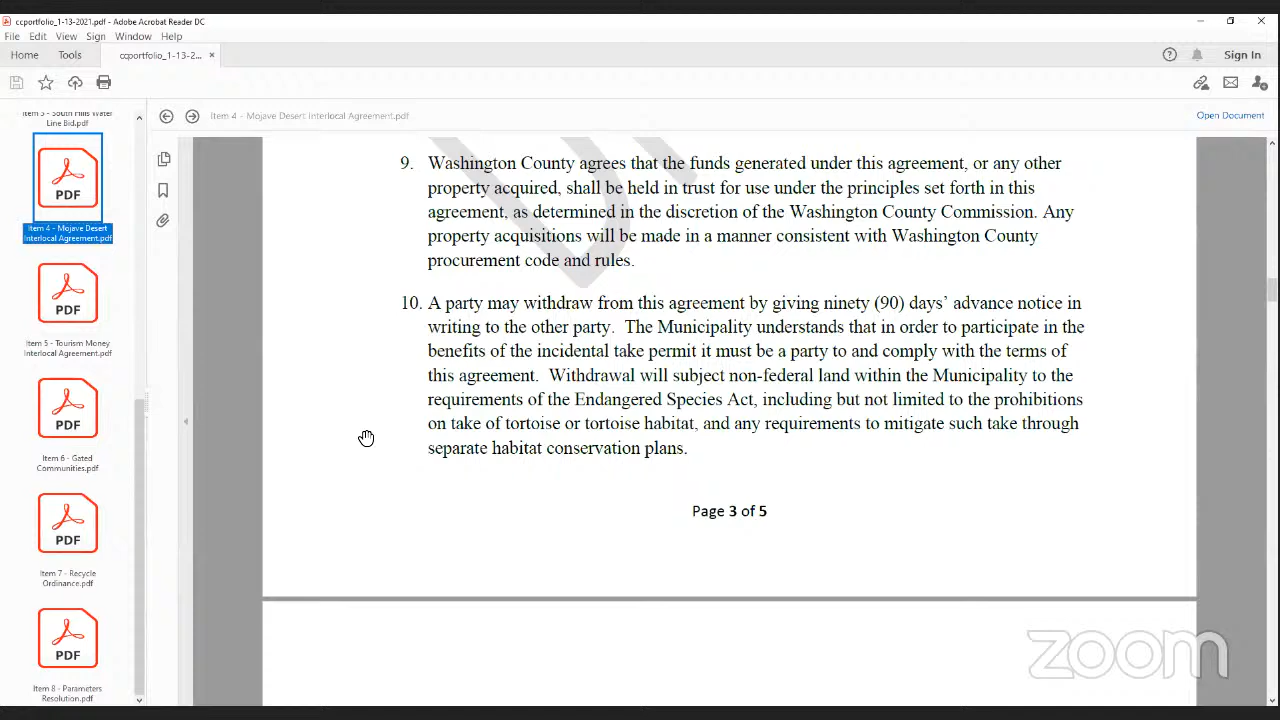 ccportfolio_1-13-2021.pdf - Adobe Acrobat Reader DC
File Edit View Sign Window Help
Home Tools ccportfolio_1-13-2... × Sign In
Item 4 - Mojave Desert Interlocal Agreement.pdf Open Document
Item 3 - South Hills Water
Line Bid.pdf
PDF
Item 4 - Mojave Desert
Interlocal Agreement.pdf
PDF
Item 5 - Tourism Money
Interlocal Agreement.pdf
PDF
Item 6 - Gated
Communities.pdf
PDF
Item 7 - Recycle
Ordinance.pdf
PDF
Item 8 - Parameters
Resolution.pdf
9. Washington County agrees that the funds generated under this agreement, or any other
property acquired, shall be held in trust for use under the principles set forth in this
agreement, as determined in the discretion of the Washington County Commission. Any
property acquisitions will be made in a manner consistent with Washington County
procurement code and rules.
10. A party may withdraw from this agreement by giving ninety (90) days’ advance notice in
writing to the other party. The Municipality understands that in order to participate in the
benefits of the incidental take permit it must be a party to and comply with the terms of
this agreement. Withdrawal will subject non-federal land within the Municipality to the
requirements of the Endangered Species Act, including but not limited to the prohibitions
on take of tortoise or tortoise habitat, and any requirements to mitigate such take through
separate habitat conservation plans.
Page 3 of 5
zoom